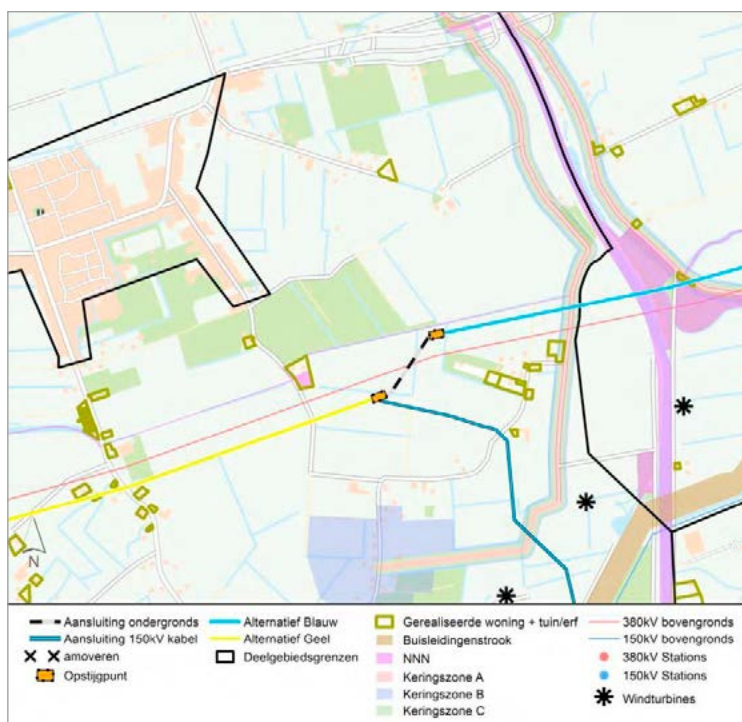 N
Aansluiting ondergronds
Aansluiting 150kV kabel
amoveren
Opstijgpunt
Alternatief Blauw
Alternatief Geel
Deelgebiedsgrenzen
Gerealiseerde woning + tuin/erf
Buisleidingenstrook
NNN
Keringszone A
Keringszone B
Keringszone C
380kV bovengronds
150kV bovengronds
380kV Stations
150kV Stations
Windturbines